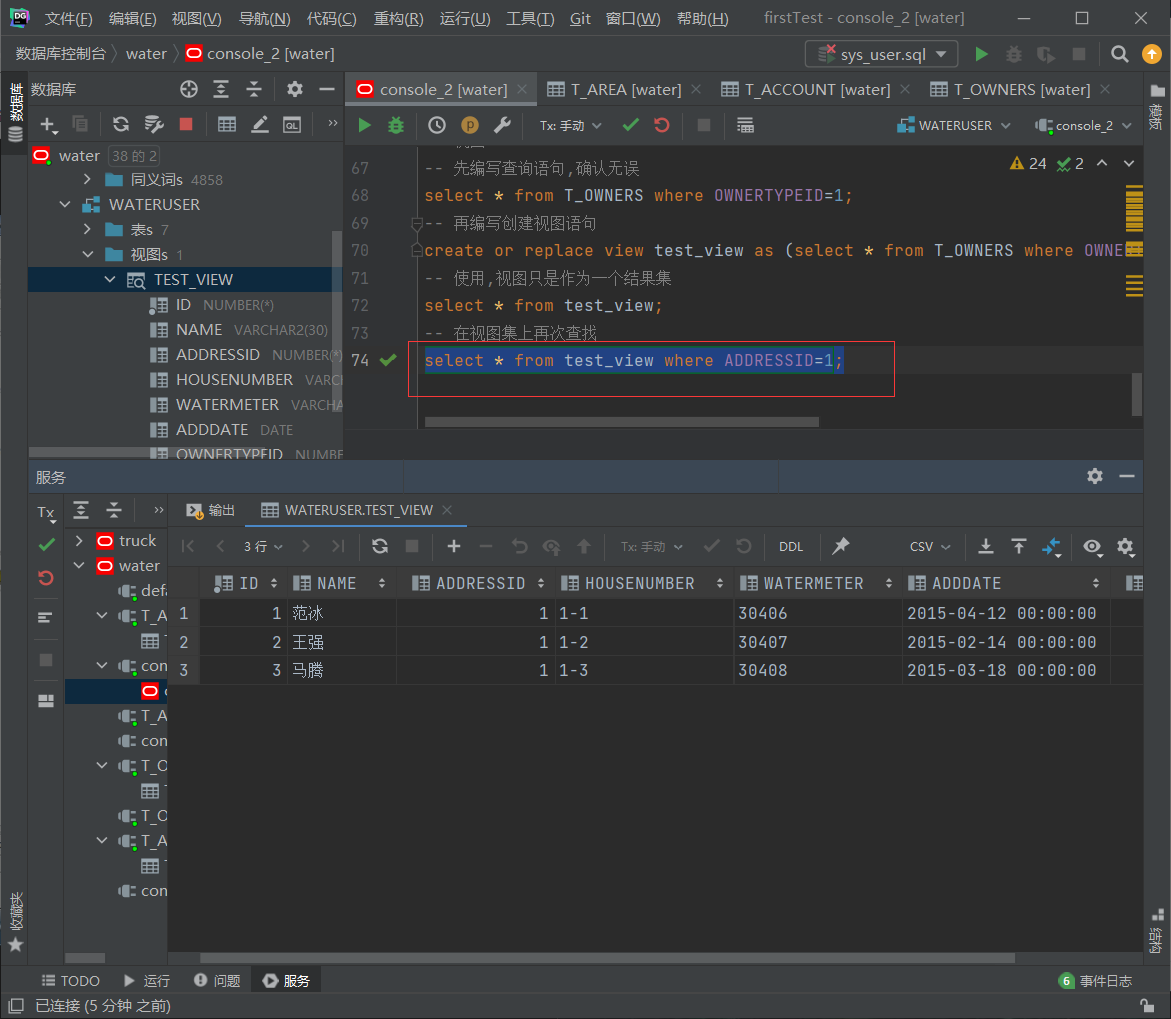 文件(F) 编辑(E) 视图(V) 导航(N) 代码(C) 重构(R) 运行(U) 工具(T) Git 窗口(W) 帮助(H) firstTest - console_2 [water]
数据库控制台 water console_2 [water] sys_user.sql
数据库
数据库
console_2 [water] T_AREA [water] T_ACCOUNT [water] T_OWNERS [water]
Tx: 手动 WATERUSER console_2
water 38 的 2
同义词s 4858
WATERUSER
表s 7
视图s 1
TEST_VIEW
ID NUMBER(*)
NAME VARCHAR2(30)
ADDRESSID NUMBER(*)
HOUSENUMBER VARC
WATERMETER VARCHA
ADDDATE DATE
OWNERTYPEID NUMBE
24 2
67 -- 先编写查询语句,确认无误
68 select * from T_OWNERS where OWNERTYPEID=1;
69 -- 再编写创建视图语句
70 create or replace view test_view as (select * from T_OWNERS where OWNE
71 -- 使用,视图只是作为一个结果集
72 select * from test_view;
73 -- 在视图集上再次查找
74 select * from test_view where ADDRESSID=1;
服务
Tx
truck
water
defa
T_A
con
T_A
con
T_O
T_O
T_A
con
输出 WATERUSER.TEST_VIEW
3 行 Tx: 手动 DDL CSV
ID NAME ADDRESSID HOUSENUMBER WATERMETER ADDDATE
1 1 范冰 1 1-1 30406 2015-04-12 00:00:00
2 2 王强 1 1-2 30407 2015-02-14 00:00:00
3 3 马腾 1 1-3 30408 2015-03-18 00:00:00
收藏夹
结构
TODO 运行 问题 服务 6 事件日志
已连接 (5 分钟 之前)